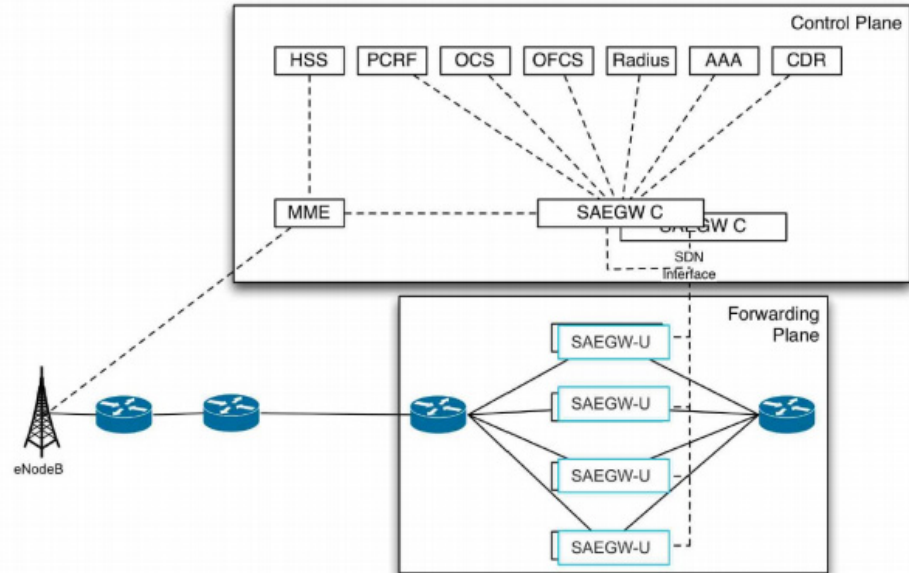 Control Plane
HSS
PCRF
OCS
OFCS
Radius
AAA
CDR
MME
SAEGW C
SAEGW C
SDN
Interface
Forwarding
Plane
SAEGW-U
SAEGW-U
SAEGW-U
SAEGW-U
eNodeB